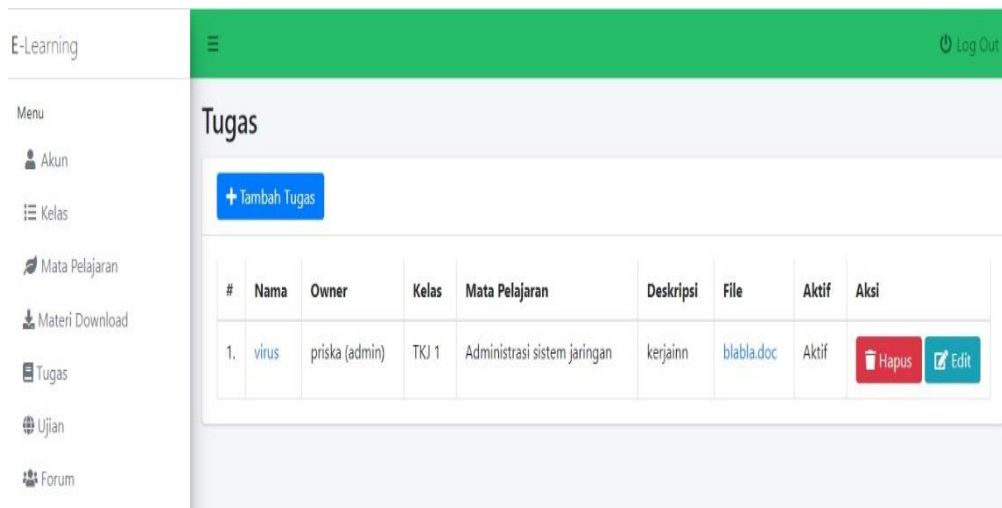 E-Learning
Log Out
Menu
Akun
Kelas
Mata Pelajaran
Materi Download
Tugas
Ujian
Forum
Tugas
Tambah Tugas
# Nama Owner Kelas Mata Pelajaran Deskripsi File Aktif Aksi
1. virus priska (admin) TKJ 1 Administrasi sistem jaringan kerjainn blabla.doc Aktif Hapus Edit